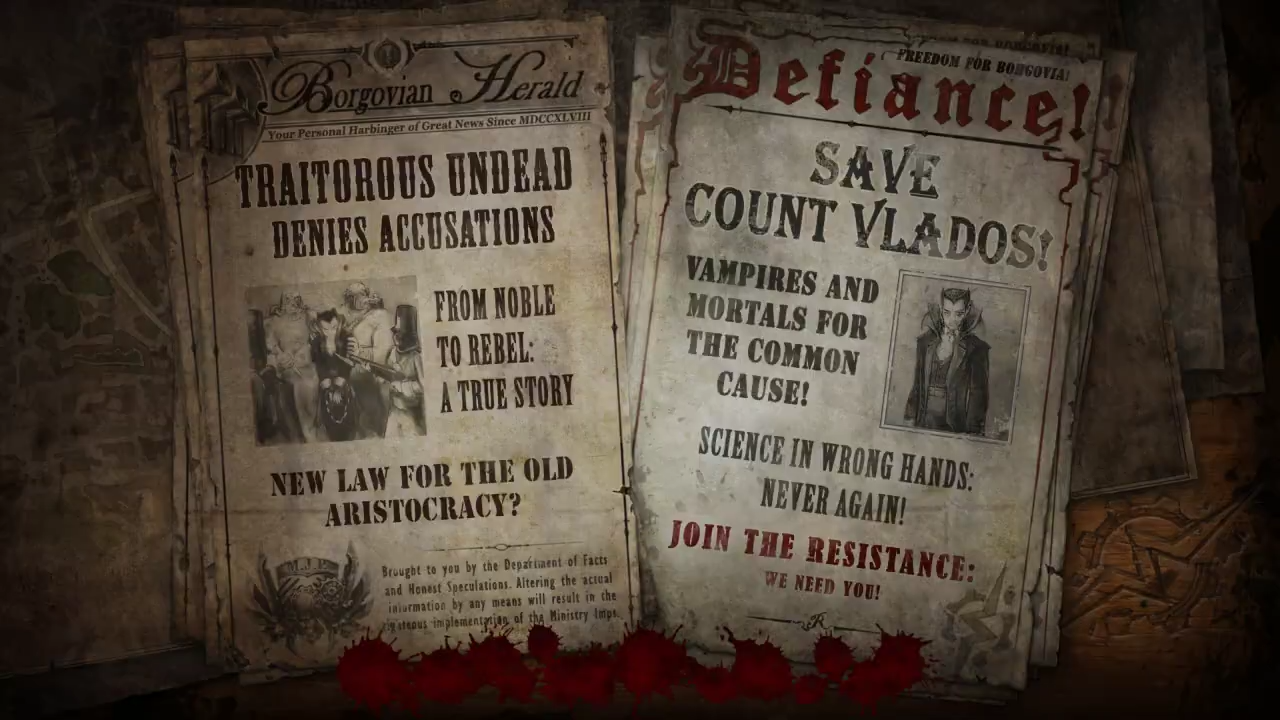 Borgovian Herald
Your Personal Harbinger of Great News Since MDCCXLVIII
TRAITOROUS UNDEAD
DENIES ACCUSATIONS
FROM NOBLE
TO REBEL:
A TRUE STORY
NEW LAW FOR THE OLD
ARISTOCRACY?
M.J.P.
Brought to you by the Department of Facts
and Honest Speculations. Altering the actual
information by any means will result in the
righteous implementation of the Ministry Imps.
FREEDOM FOR BORGOVIA!
Defiance!
SAVE
COUNT VLADOS!
VAMPIRES AND
MORTALS FOR
THE COMMON
CAUSE!
SCIENCE IN WRONG HANDS:
NEVER AGAIN!
JOIN THE RESISTANCE:
WE NEED YOU!
R